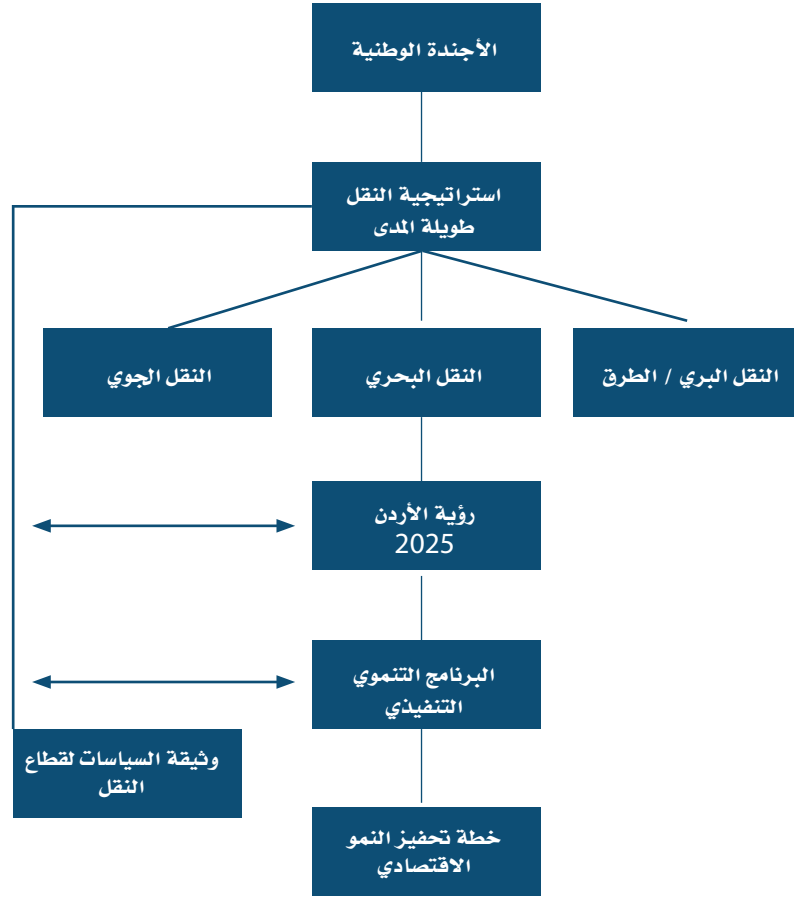 الأجندة الوطنية
استراتيجية النقل
طويلة المدى
النقل البري / الطرق
النقل البحري
النقل الجوي
رؤية الأردن
2025
البرنامج التنموي
التنفيذي
وثيقة السياسات لقطاع
النقل
خطة تحفيز النمو
الاقتصادي